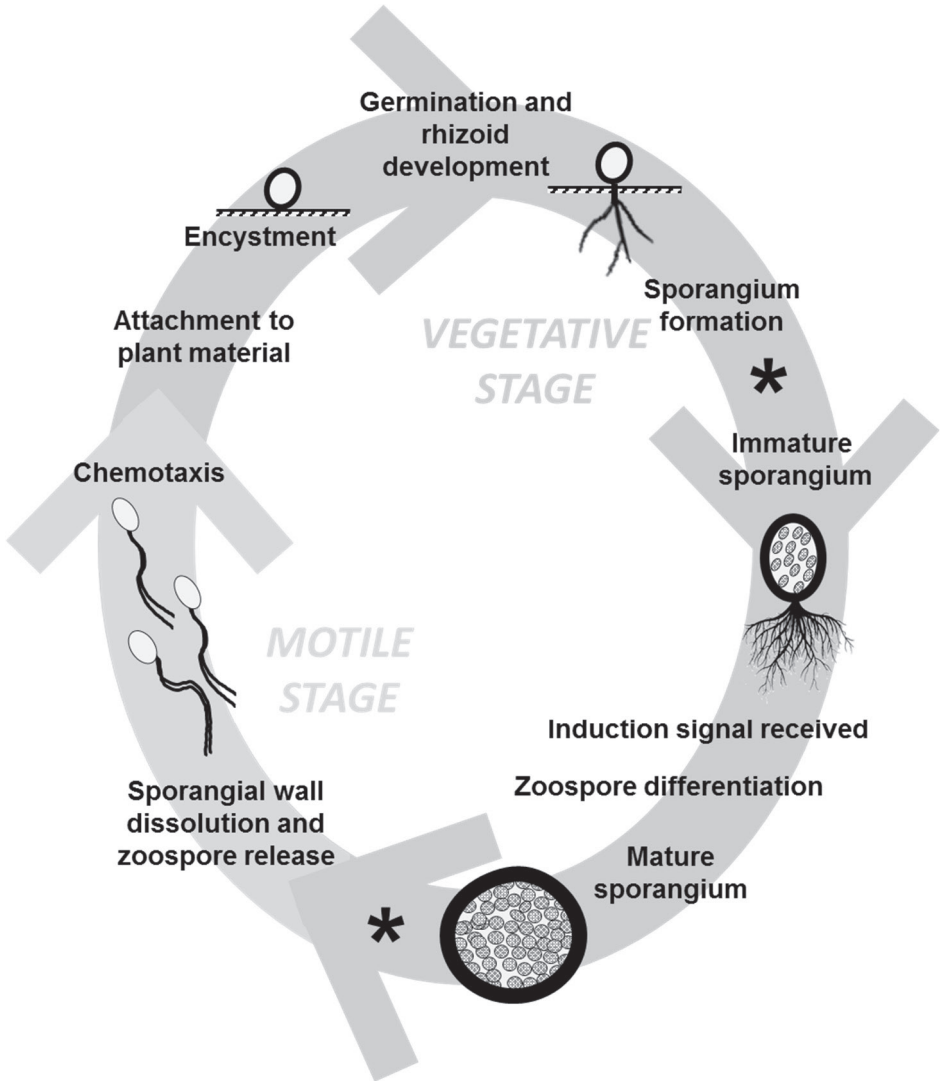 Germination and
rhizoid
development
Encystment
Sporangium
formation
Attachment to
plant material
VEGETATIVE
STAGE
*
Immature
sporangium
Chemotaxis
MOTILE
STAGE
Induction signal received
Zoospore differentiation
Sporangial wall
dissolution and
zoospore release
Mature
sporangium
*